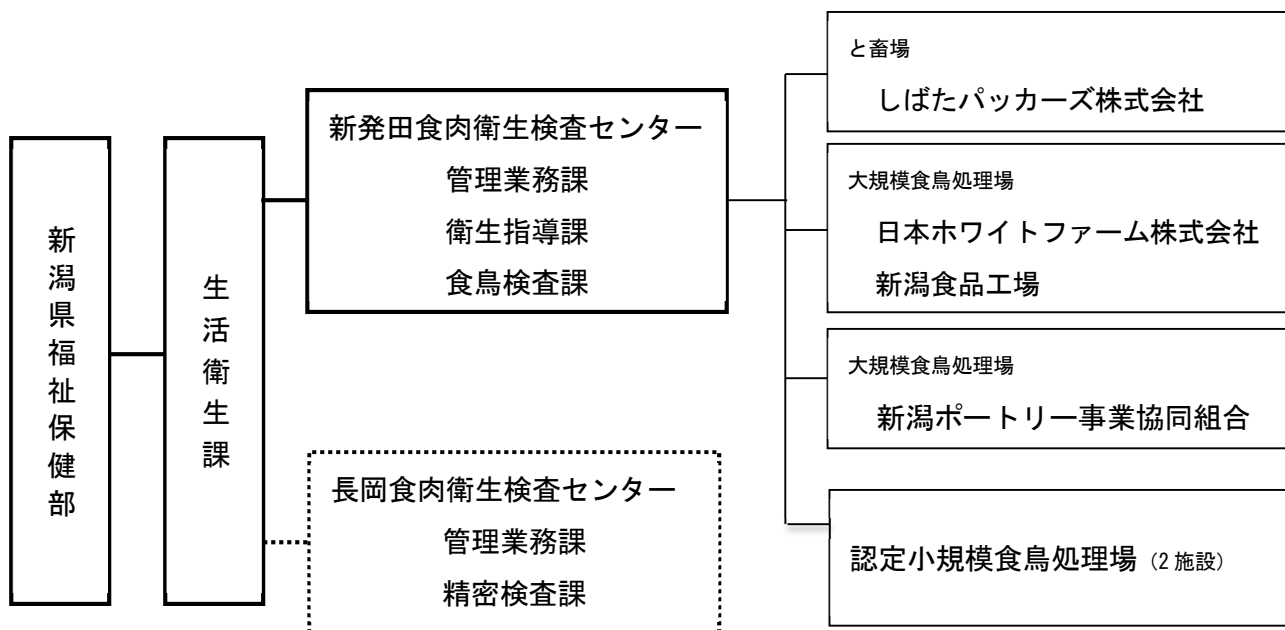 新潟県福祉保健部
生活衛生課
新発田食肉衛生検査センター
管理業務課
衛生指導課
食鳥検査課
長岡食肉衛生検査センター
管理業務課
精密検査課
と畜場
しばたパッカーズ株式会社
大規模食鳥処理場
日本ホワイトファーム株式会社
新潟食品工場
大規模食鳥処理場
新潟ポートリー事業協同組合
認定小規模食鳥処理場（2 施設）